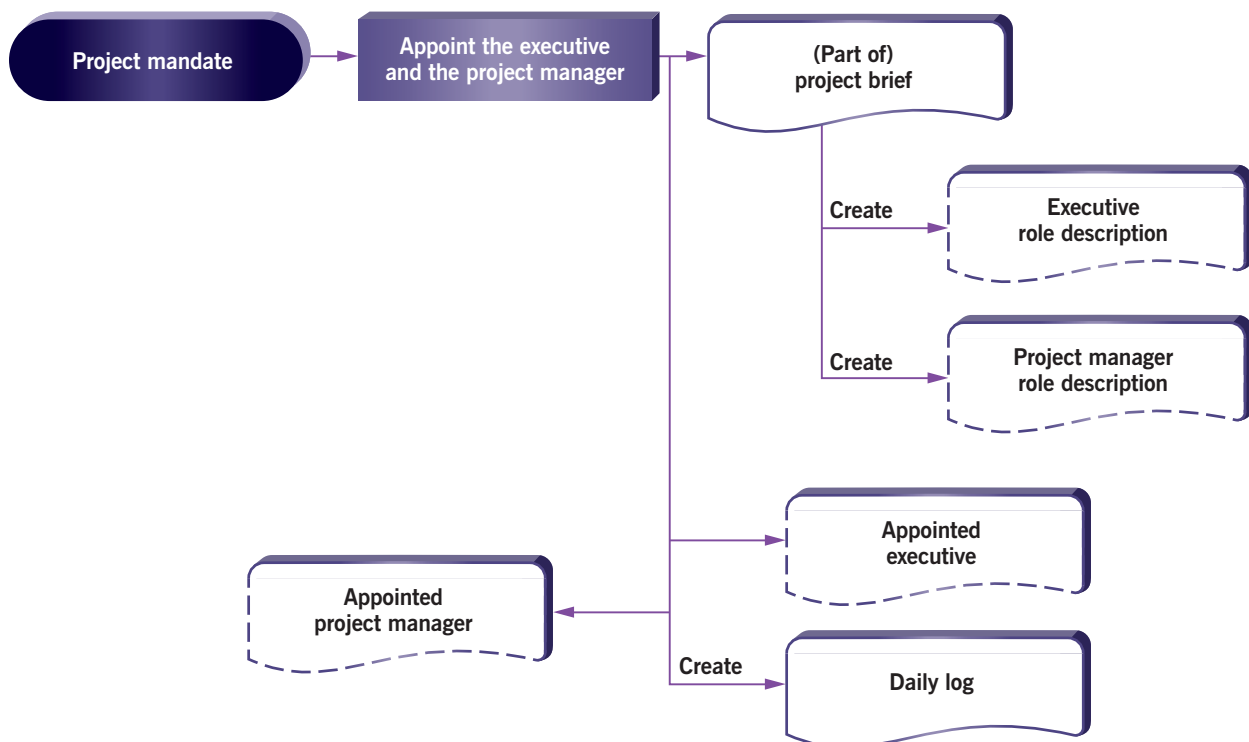 Project mandate
Appoint the executive
and the project manager
(Part of)
project brief
Create
Executive
role description
Create
Project manager
role description
Appointed
executive
Appointed
project manager
Create
Daily log